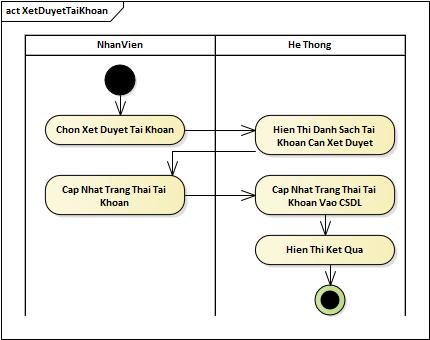 act XetDuyetTaiKhoan
NhanVien
He Thong
Chon Xet Duyet Tai Khoan
Hien Thi Danh Sach Tai
Khoan Can Xet Duyet
Cap Nhat Trang Thai Tai
Khoan
Cap Nhat Trang Thai Tai
Khoan Vao CSDL
Hien Thi Ket Qua